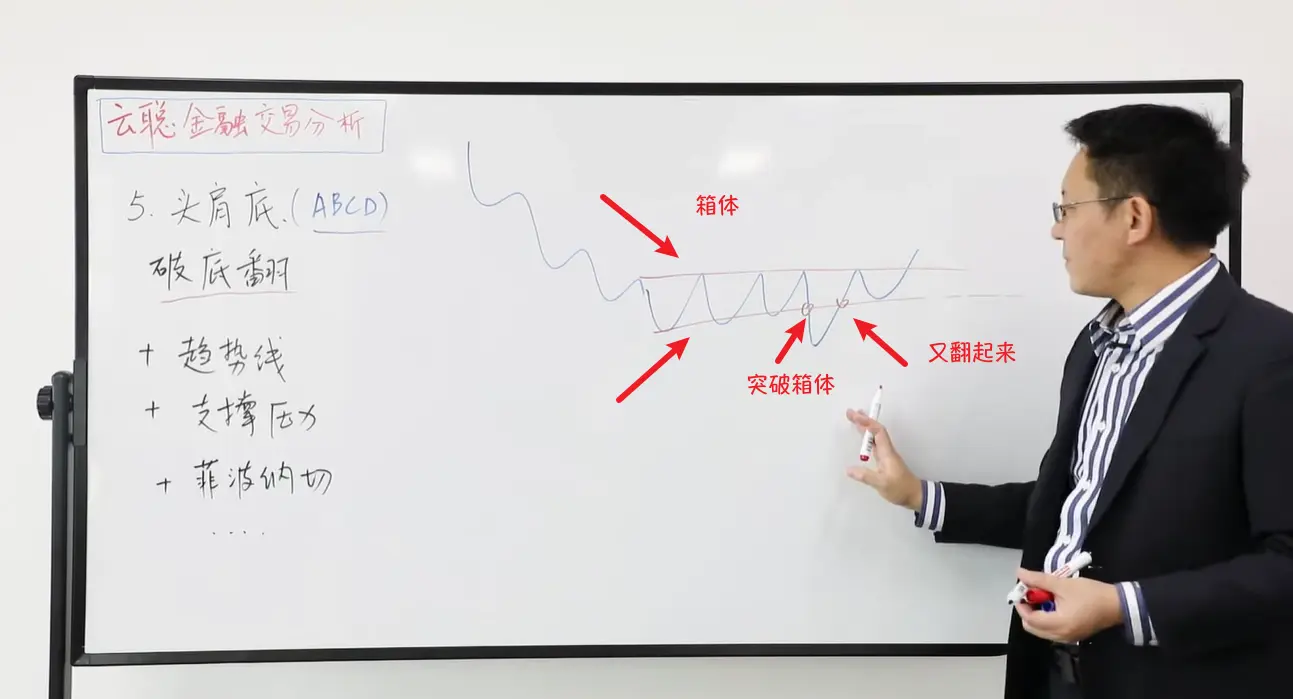 云聪金融交易分析
5. 头肩底.(ABCD)
破底翻
+ 趋势线
+ 支撑压力
+ 菲波纳切
....
箱体
突破箱体
又翻起来